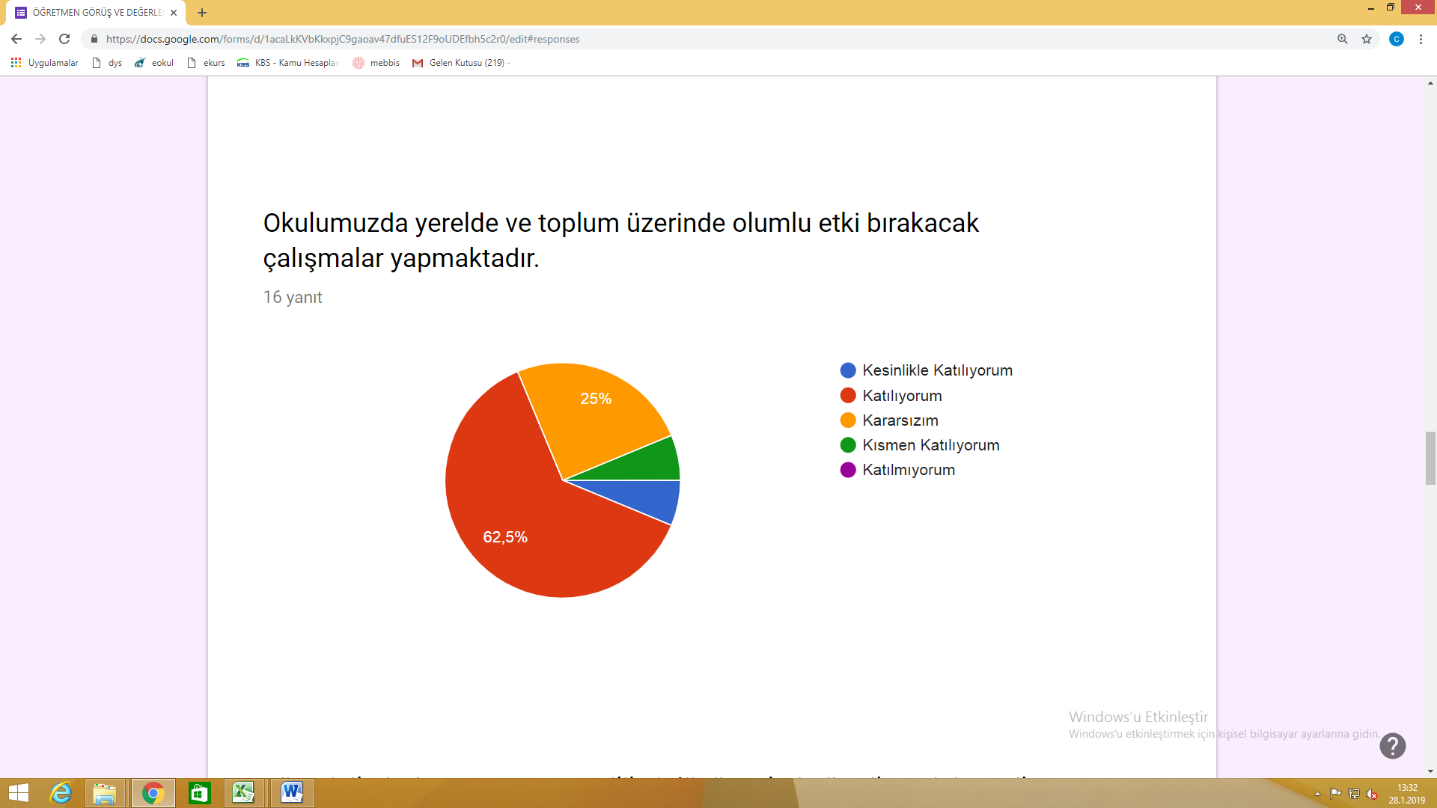 ÖĞRETMEN GÖRÜŞ VE DEĞERLE
https://docs.google.com/forms/d/1acaLkKVbKkxpjC9gaoav47dfuES12F9oUDEfbh5c2r0/edit#responses
C
Uygulamalar dys eokul ekurs KBS - Kamu Hesapları mebbis Gelen Kutusu (219) -
Okulumuzda yerelde ve toplum üzerinde olumlu etki bırakacak
çalışmalar yapmaktadır.
16 yanıt
25%
62,5%
Kesinlikle Katılıyorum
Katılıyorum
Kararsızım
Kısmen Katılıyorum
Katılmıyorum
Windows'u Etkinleştir
Windows'u etkinleştirmek için kişisel bilgisayar ayarlarına gidin.
13:32
28.1.2019